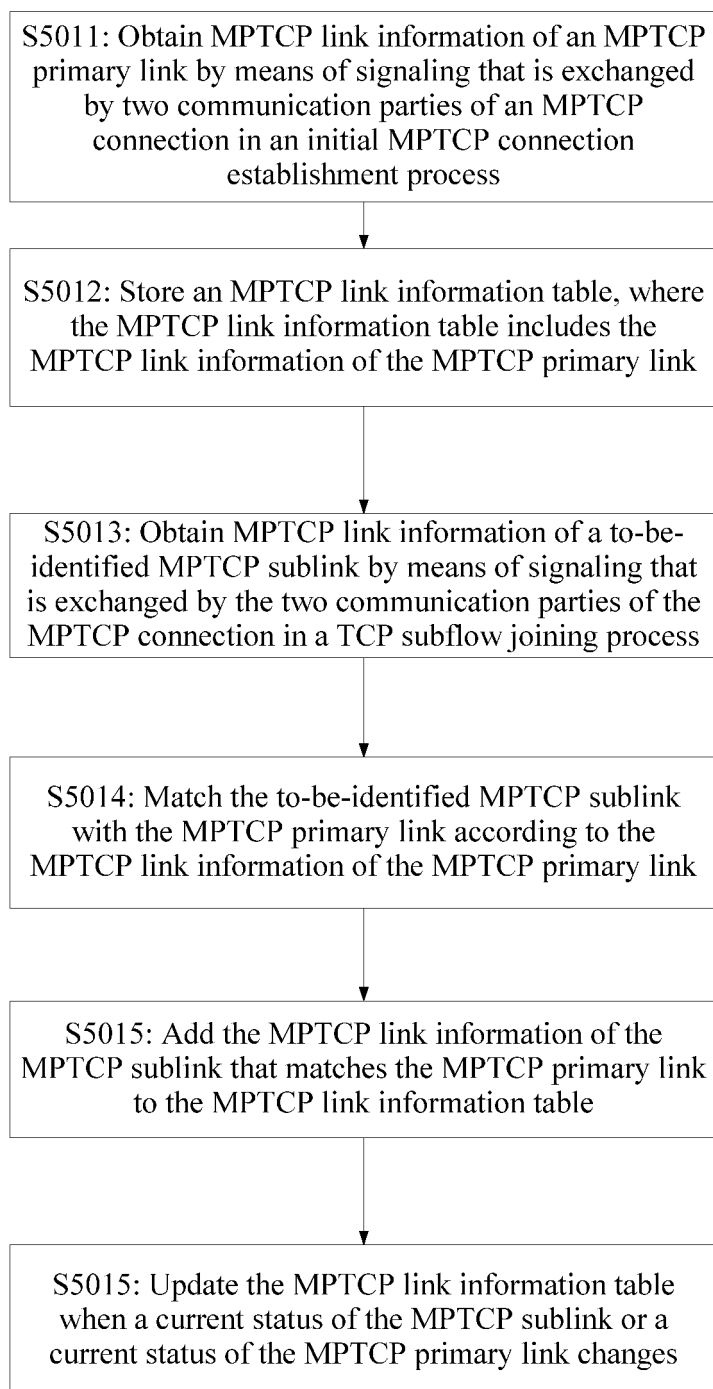 S5011: Obtain MPTCP link information of an MPTCP
primary link by means of signaling that is exchanged
by two communication parties of an MPTCP
connection in an initial MPTCP connection
establishment process
S5012: Store an MPTCP link information table, where
the MPTCP link information table includes the
MPTCP link information of the MPTCP primary link
S5013: Obtain MPTCP link information of a to-be-
identified MPTCP sublink by means of signaling that
is exchanged by the two communication parties of the
MPTCP connection in a TCP subflow joining process
S5014: Match the to-be-identified MPTCP sublink
with the MPTCP primary link according to the
MPTCP link information of the MPTCP primary link
S5015: Add the MPTCP link information of the
MPTCP sublink that matches the MPTCP primary link
to the MPTCP link information table
S5015: Update the MPTCP link information table
when a current status of the MPTCP sublink or a
current status of the MPTCP primary link changes